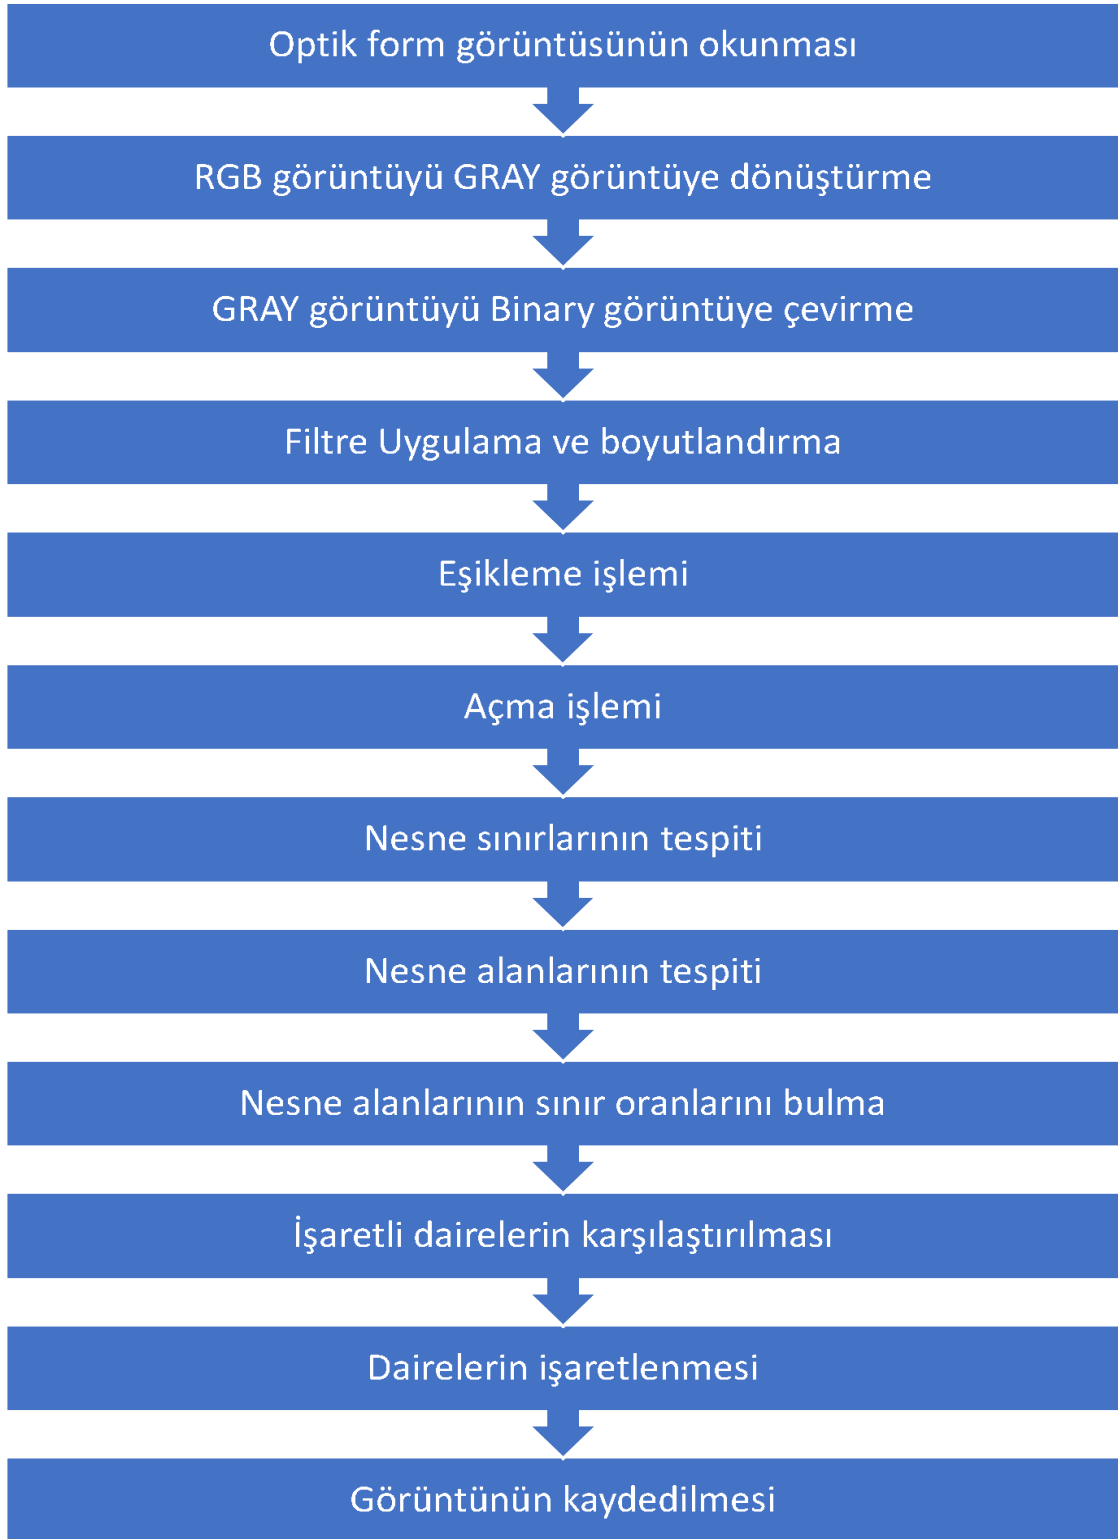 Optik form görüntüsünün okunması
RGB görüntüyü GRAY görüntüye dönüştürme
GRAY görüntüyü Binary görüntüye çevirme
Filtre Uygulama ve boyutlandırma
Eşikleme işlemi
Açma işlemi
Nesne sınırlarının tespiti
Nesne alanlarının tespiti
Nesne alanlarının sınır oranlarını bulma
İşaretli dairelerin karşılaştırılması
Dairelerin işaretlenmesi
Görüntünün kaydedilmesi